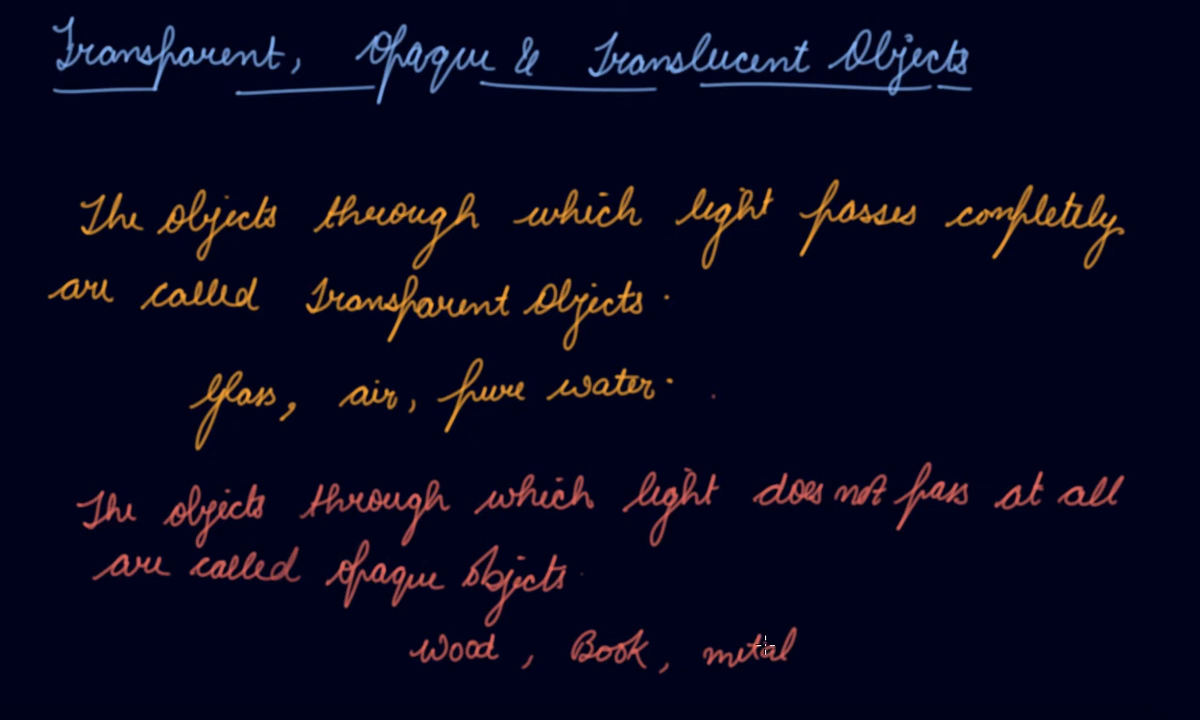 Transparent, Opaque & Translucent Objects
The objects through which light passes completely
are called Transparent Objects.
Glass, air, pure water.
The objects through which light does not pass at all
are called opaque objects
Wood, Book, metal